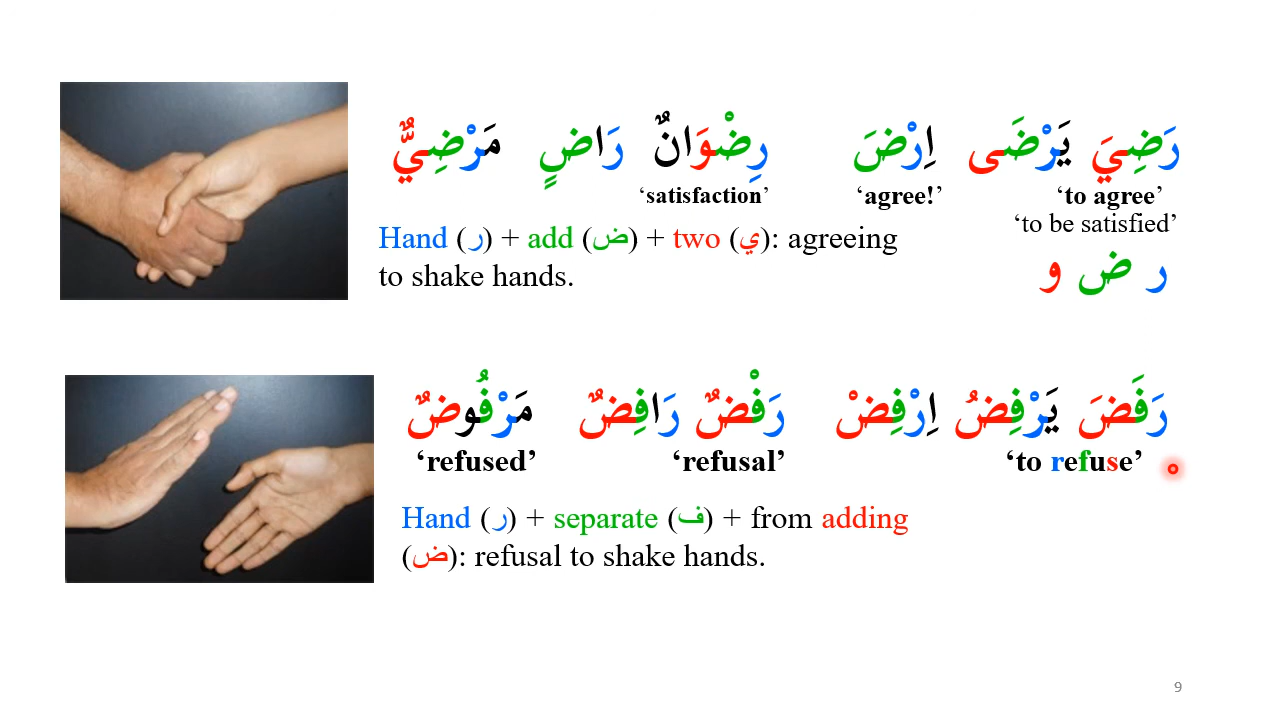 رَضِيَ يَرْضَى اِرْضَ رِضْوَانٌ رَاضٍ مَرْضِيٌّ
‘to agree’ ‘agree!’ ‘satisfaction’
‘to be satisfied’
Hand (ر) + add (ض) + two (ي): agreeing
to shake hands.
ر ض و
رَفَضَ يَرْفِضُ اِرْفِضْ رَفْضٌ رَافِضٌ مَرْفُوضٌ
‘to refuse’ ‘refusal’ ‘refused’
Hand (ر) + separate (ف) + from adding
(ض): refusal to shake hands.
9